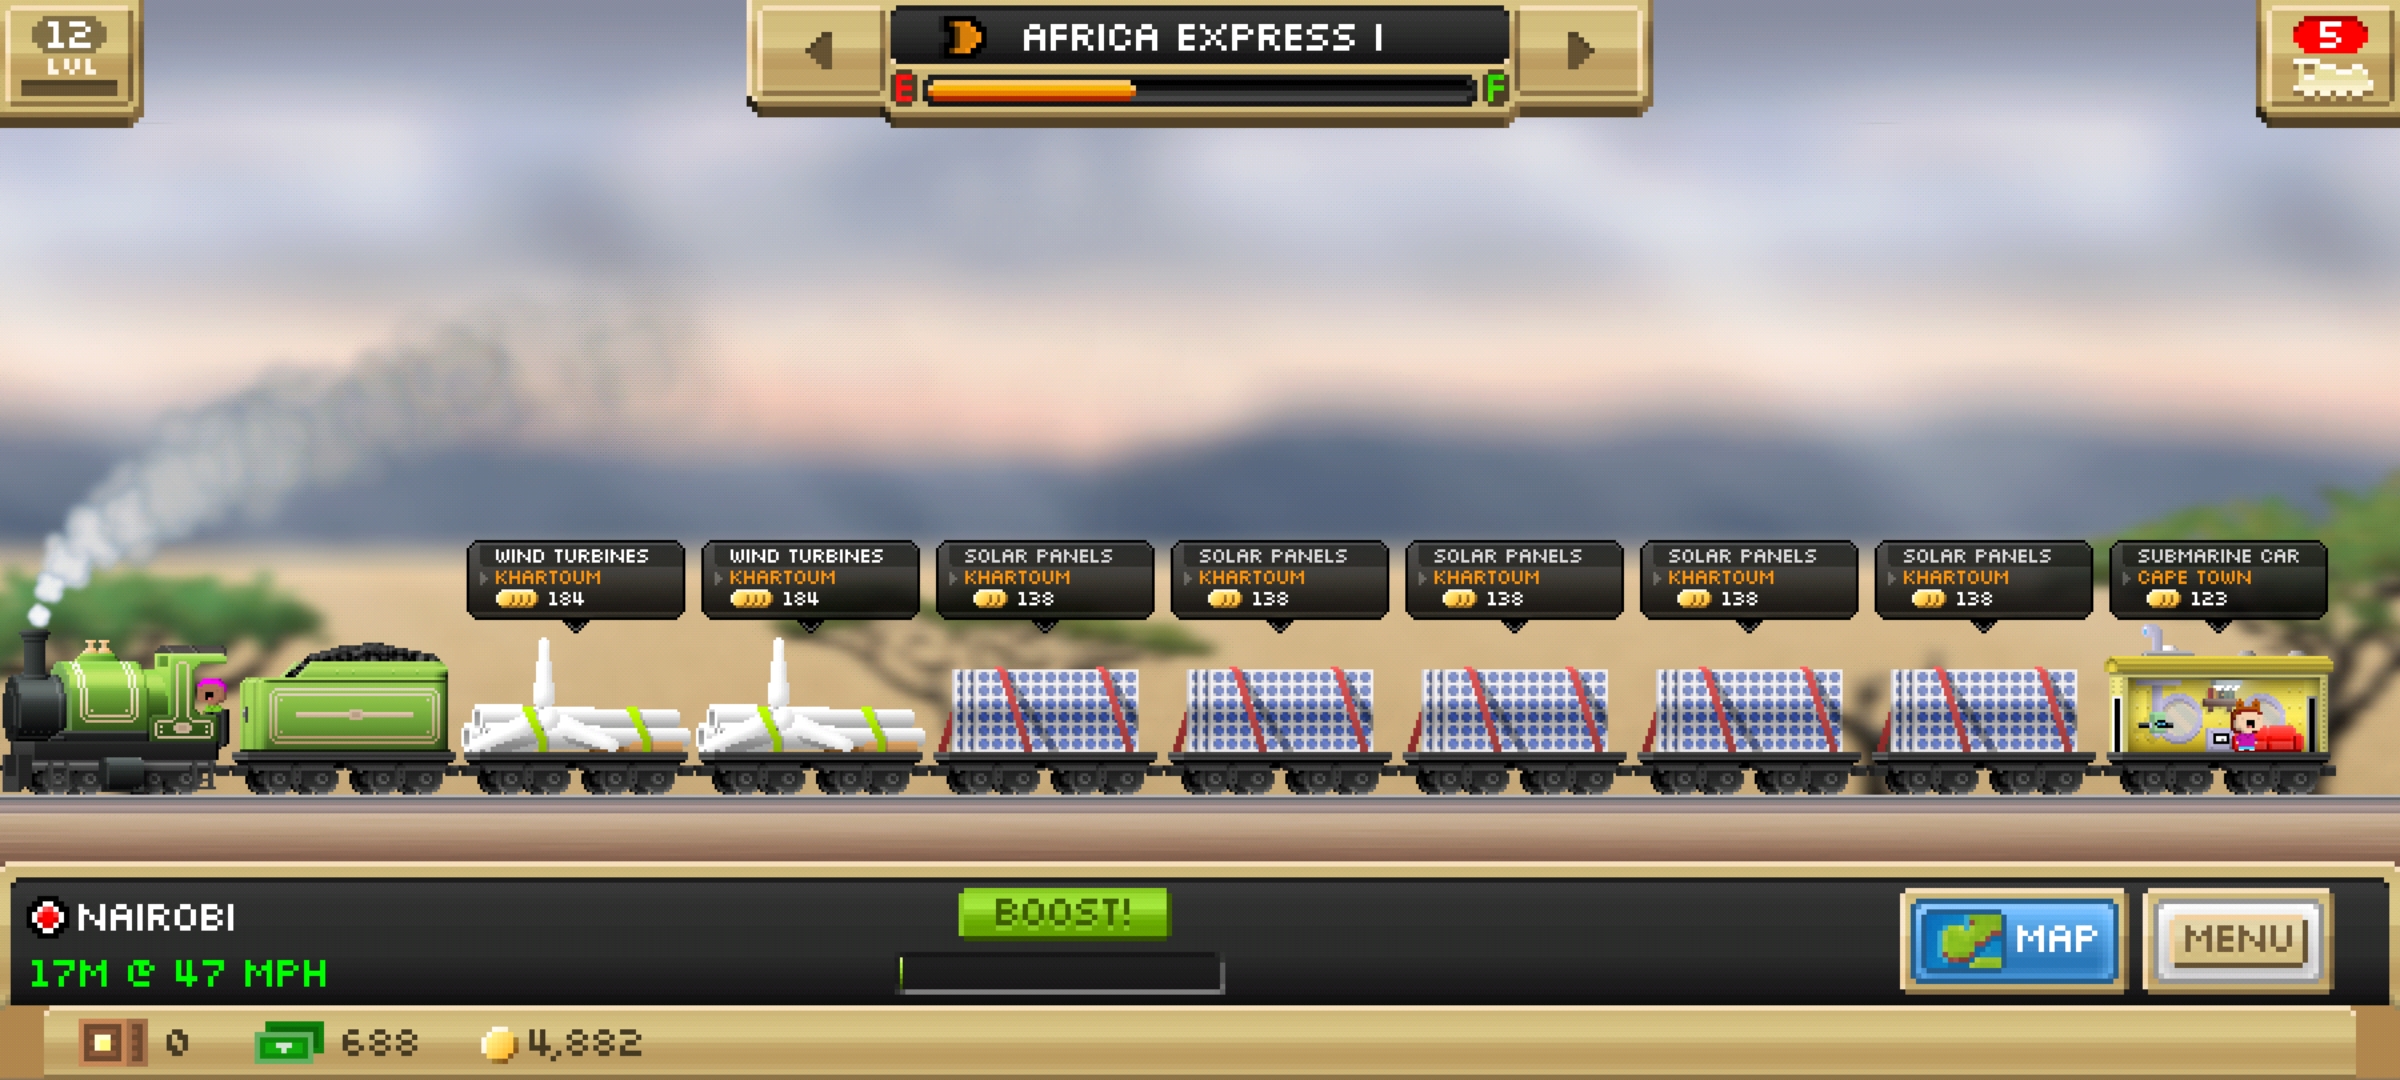 12
LVL
AFRICA EXPRESS I
E
F
5
WIND TURBINES
KHARTOUM
184
WIND TURBINES
KHARTOUM
184
SOLAR PANELS
KHARTOUM
138
SOLAR PANELS
KHARTOUM
138
SOLAR PANELS
KHARTOUM
138
SOLAR PANELS
KHARTOUM
138
SOLAR PANELS
KHARTOUM
138
SUBMARINE CAR
CAPE TOWN
123
NAIROBI
17M @ 47 MPH
BOOST!
MAP
MENU
0
688
4,882